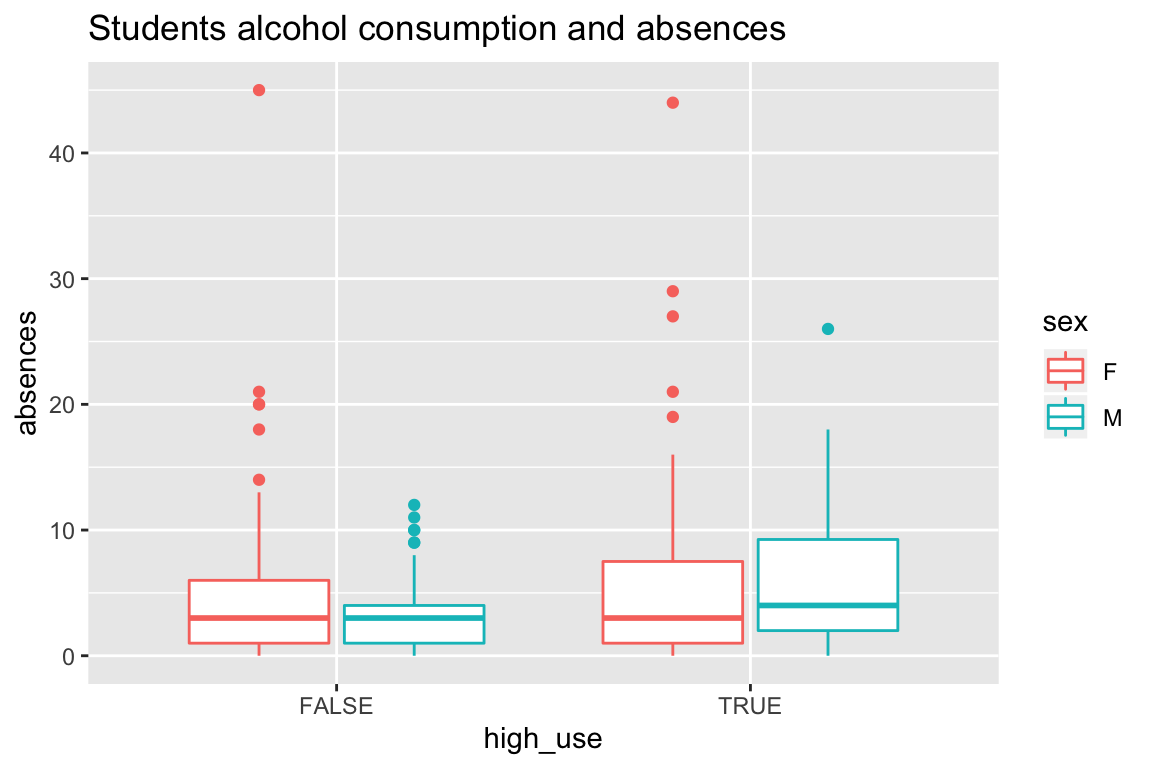 Students alcohol consumption and absences
absences
40
30
20
10
0
FALSE
TRUE
high_use
sex
F
M